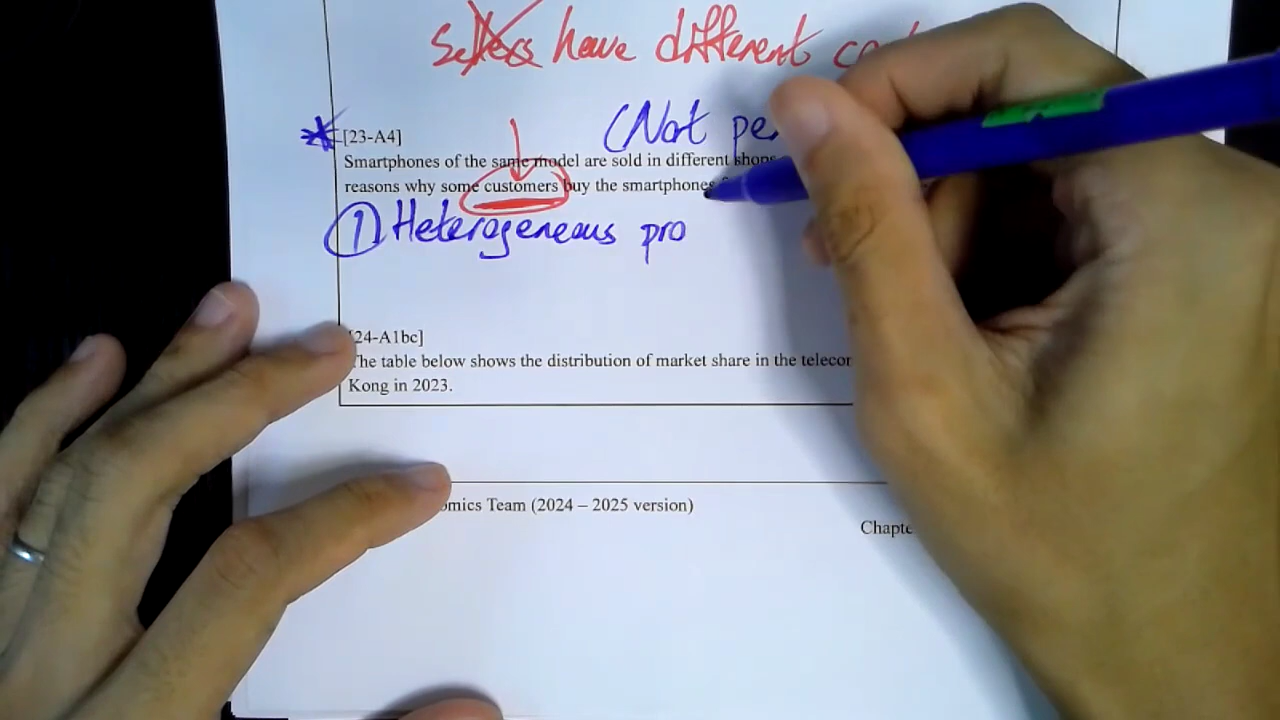 Sellers have different
(Not pe
[23-A4]
Smartphones of the same model are sold in different shops
reasons why some customers buy the smartphones
① Heterogeneous pro
[24-A1bc]
The table below shows the distribution of market share in the telecor
Kong in 2023.
omics Team (2024 – 2025 version)
Chapte